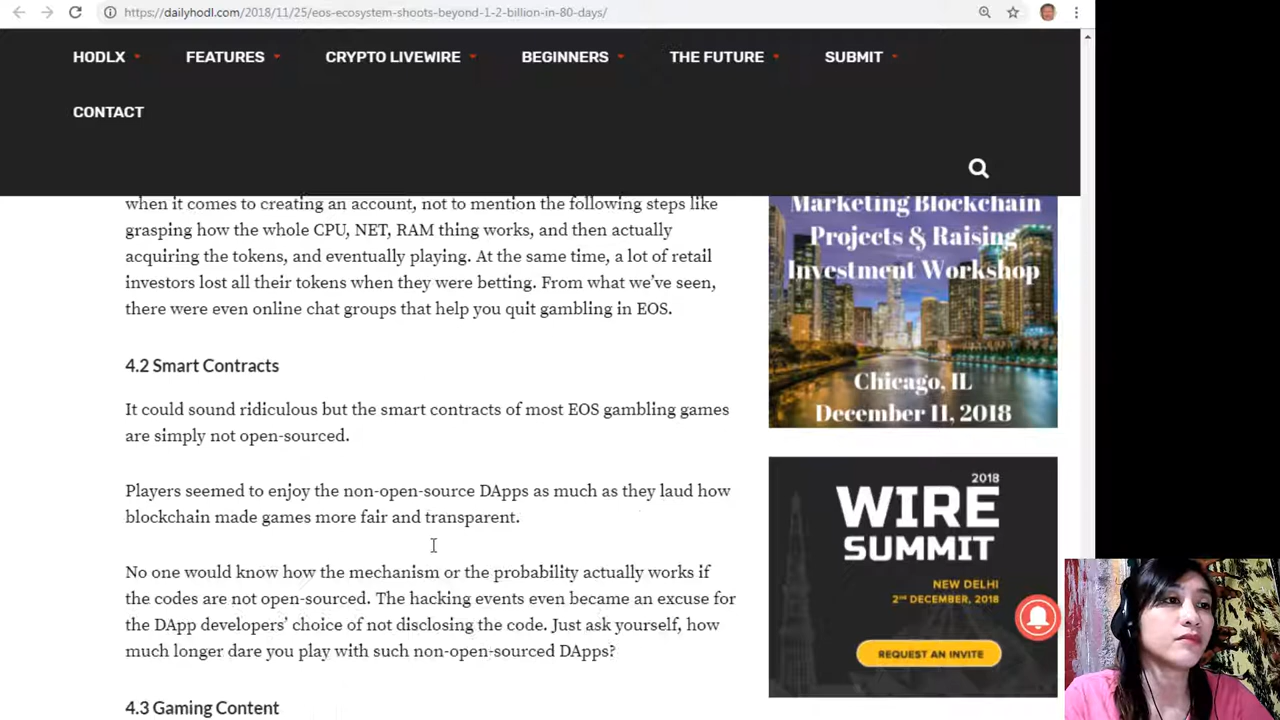 https://dailyhodl.com/2018/11/25/eos-ecosystem-shoots-beyond-1-2-billion-in-80-days/
HODLX FEATURES CRYPTO LIVEWIRE BEGINNERS THE FUTURE SUBMIT
CONTACT
when it comes to creating an account, not to mention the following steps like
grasping how the whole CPU, NET, RAM thing works, and then actually
acquiring the tokens, and eventually playing. At the same time, a lot of retail
investors lost all their tokens when they were betting. From what we’ve seen,
there were even online chat groups that help you quit gambling in EOS.
4.2 Smart Contracts
It could sound ridiculous but the smart contracts of most EOS gambling games
are simply not open-sourced.
Players seemed to enjoy the non-open-source DApps as much as they laud how
blockchain made games more fair and transparent.
No one would know how the mechanism or the probability actually works if
the codes are not open-sourced. The hacking events even became an excuse for
the DApp developers’ choice of not disclosing the code. Just ask yourself, how
much longer dare you play with such non-open-sourced DApps?
4.3 Gaming Content
Marketing Blockchain
Projects & Raising
Investment Workshop
Chicago, IL
December 11, 2018
2018
WIRE
SUMMIT
NEW DELHI
2ND DECEMBER, 2018
REQUEST AN INVITE